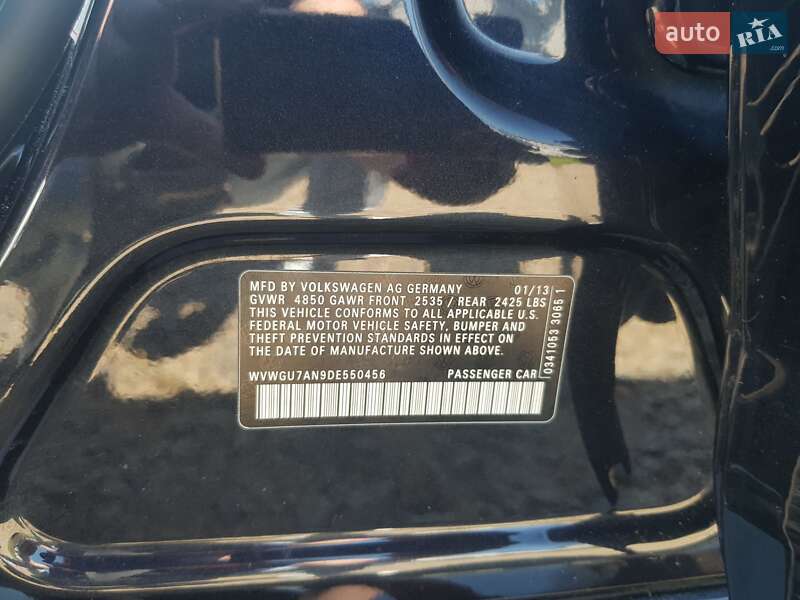 auto RIA
.com
MFD BY VOLKSWAGEN AG GERMANY 01/13
GVWR 4850 GAWR FRONT 2535 / REAR 2425 LBS
THIS VEHICLE CONFORMS TO ALL APPLICABLE U.S.
FEDERAL MOTOR VEHICLE SAFETY, BUMPER AND
THEFT PREVENTION STANDARDS IN EFFECT ON
THE DATE OF MANUFACTURE SHOWN ABOVE.
WVWGU7AN9DE550456 PASSENGER CAR
0341053 30651